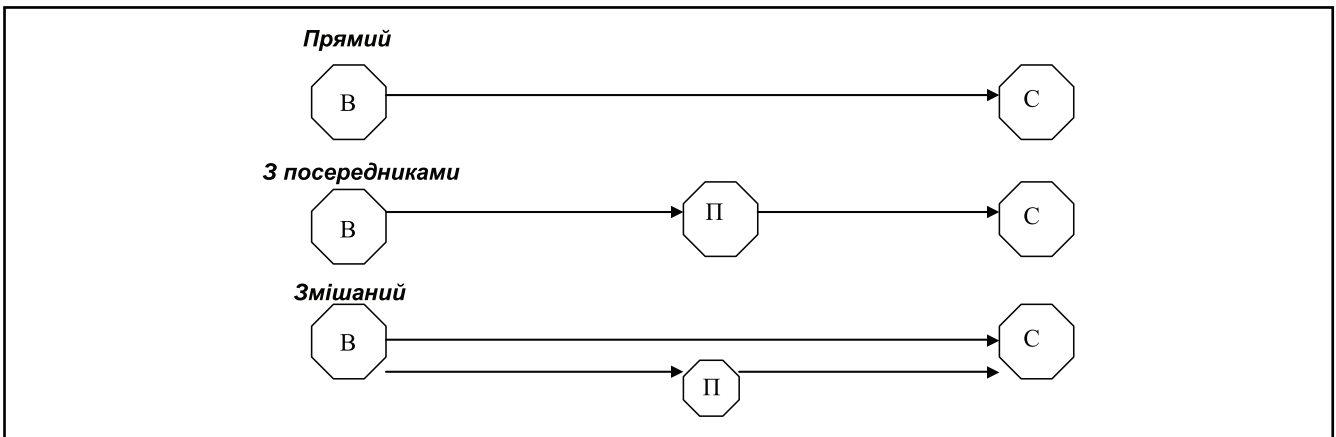 Прямий
В С
З посередниками
В П С
Змішаний
В С
П